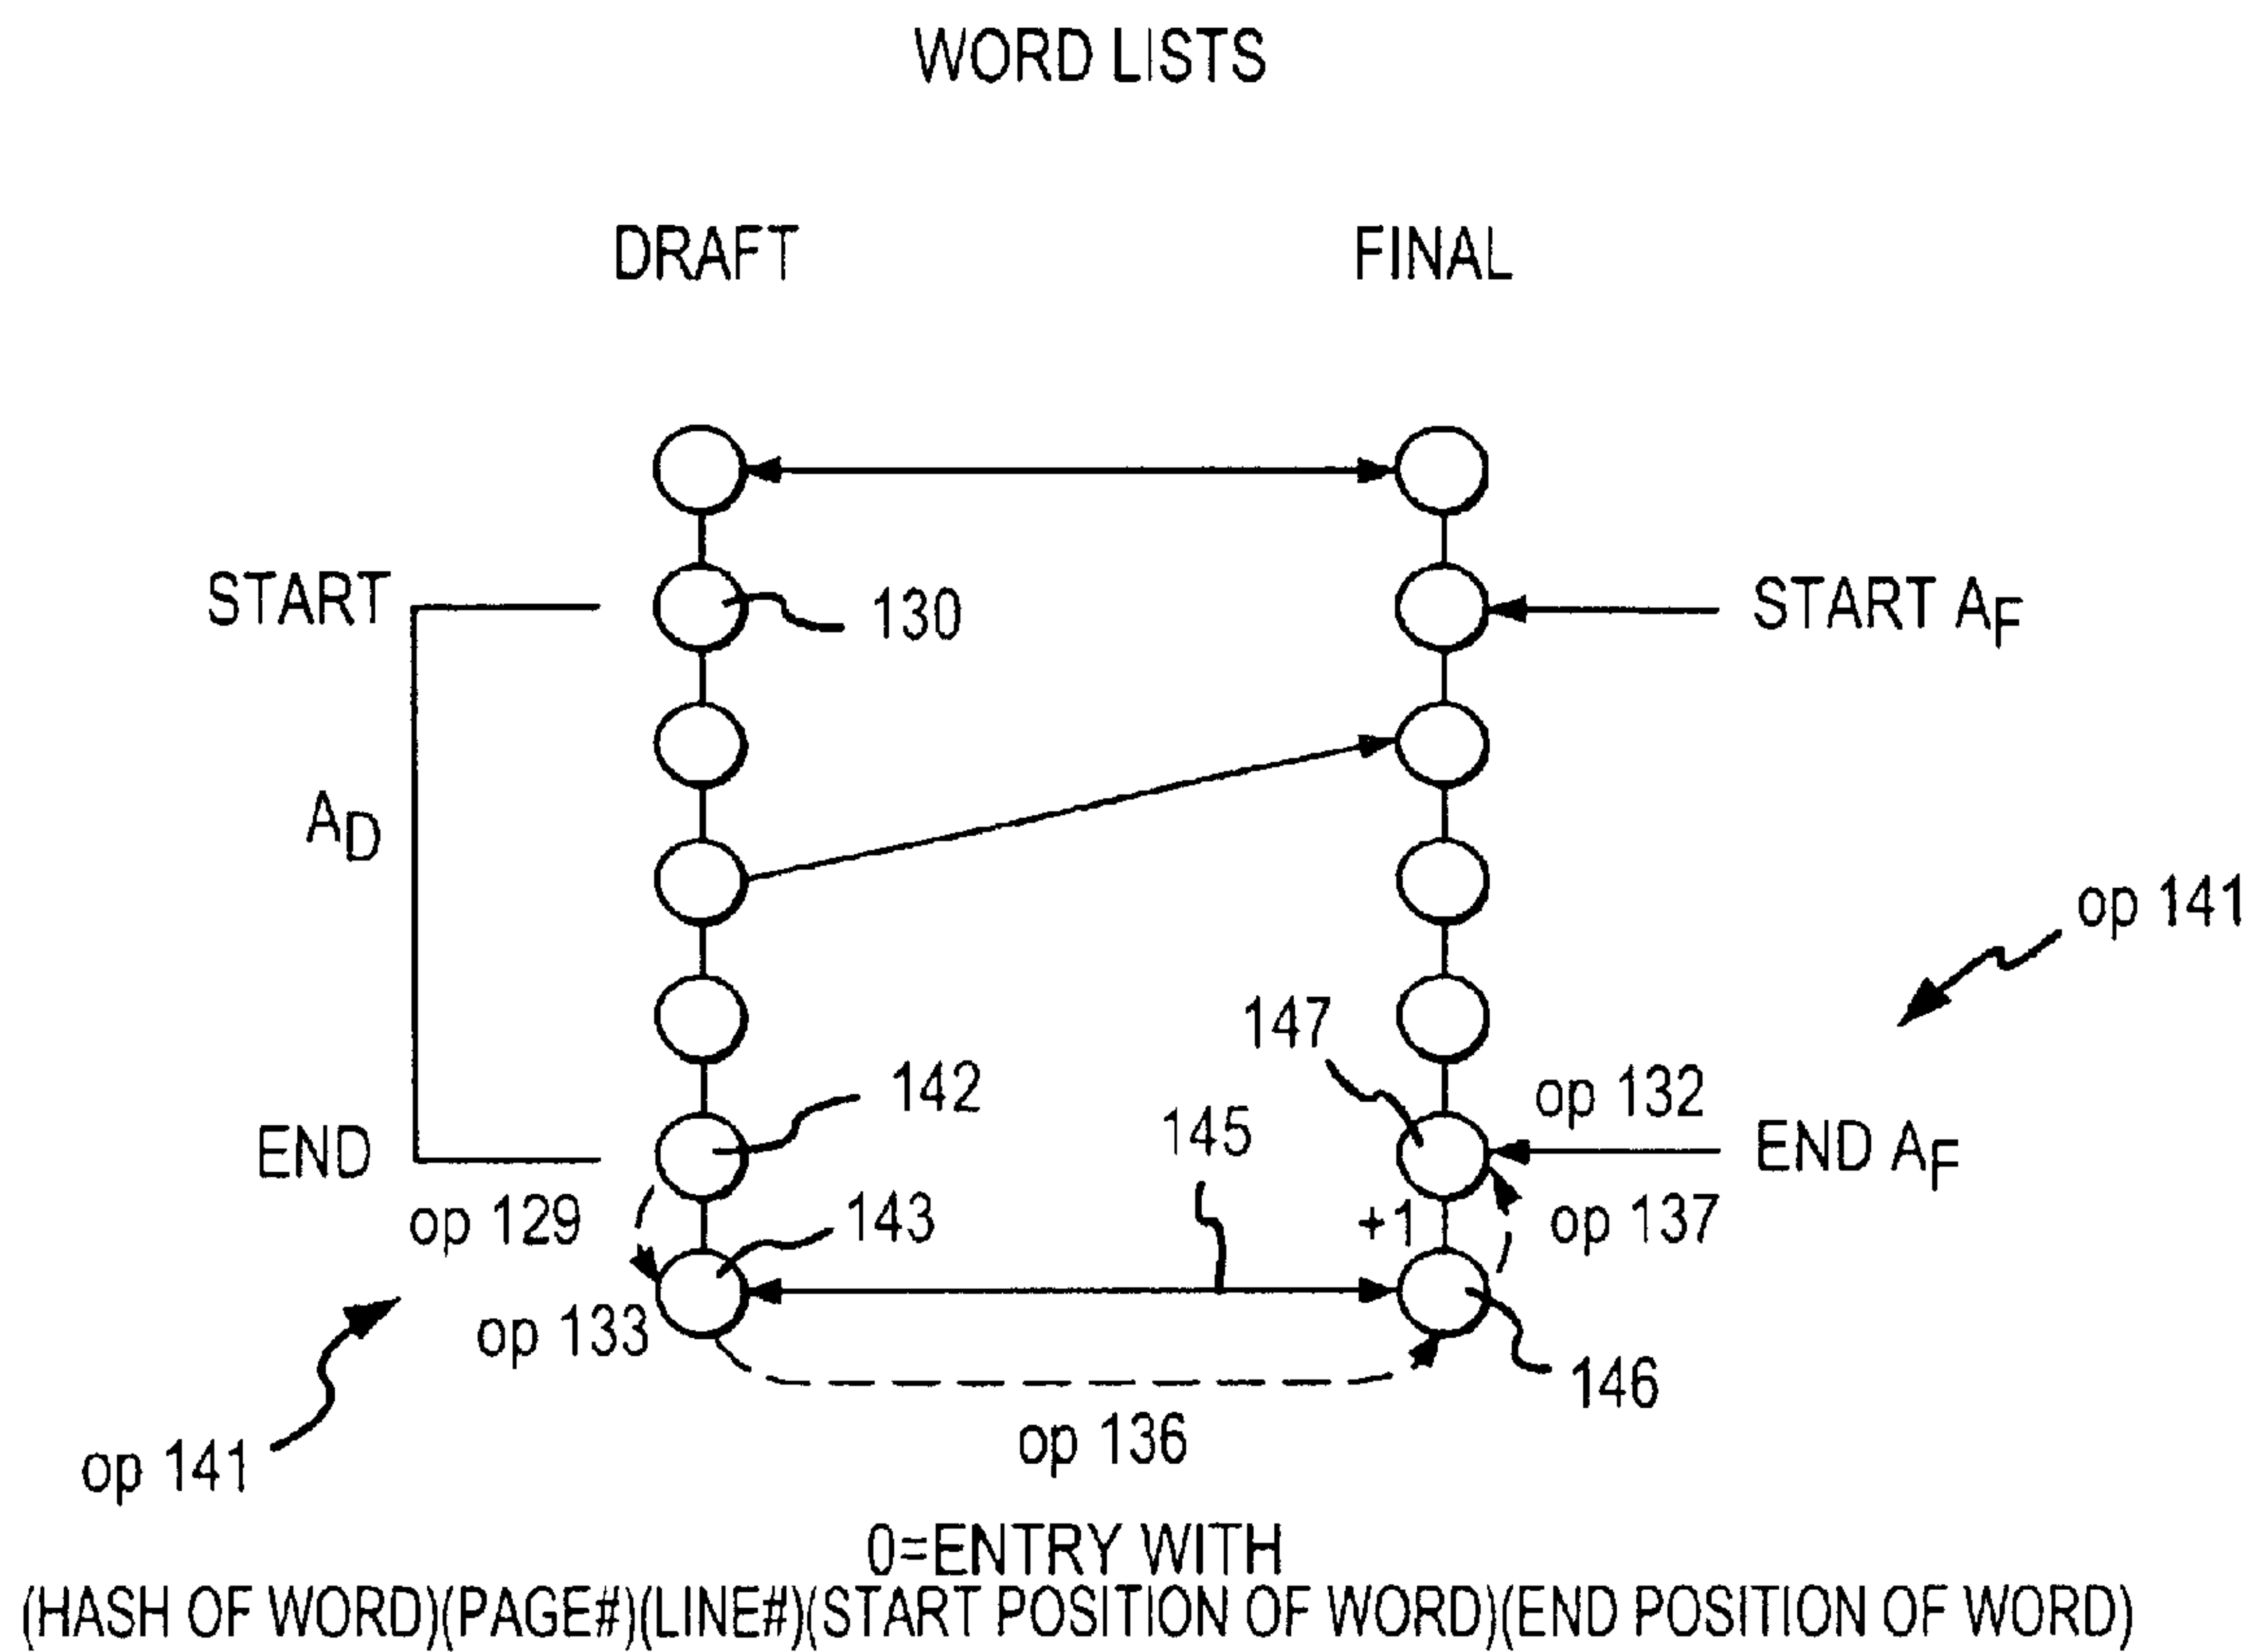 WORD LISTS
DRAFT
FINAL
START
130
START AF
AD
op 141
147
142
op 132
145
END
END AF
op 129
143
+1
op 137
op 133
146
op 136
op 141
0=ENTRY WITH
(HASH OF WORD)(PAGE#)(LINE#)(START POSITION OF WORD)(END POSITION OF WORD)